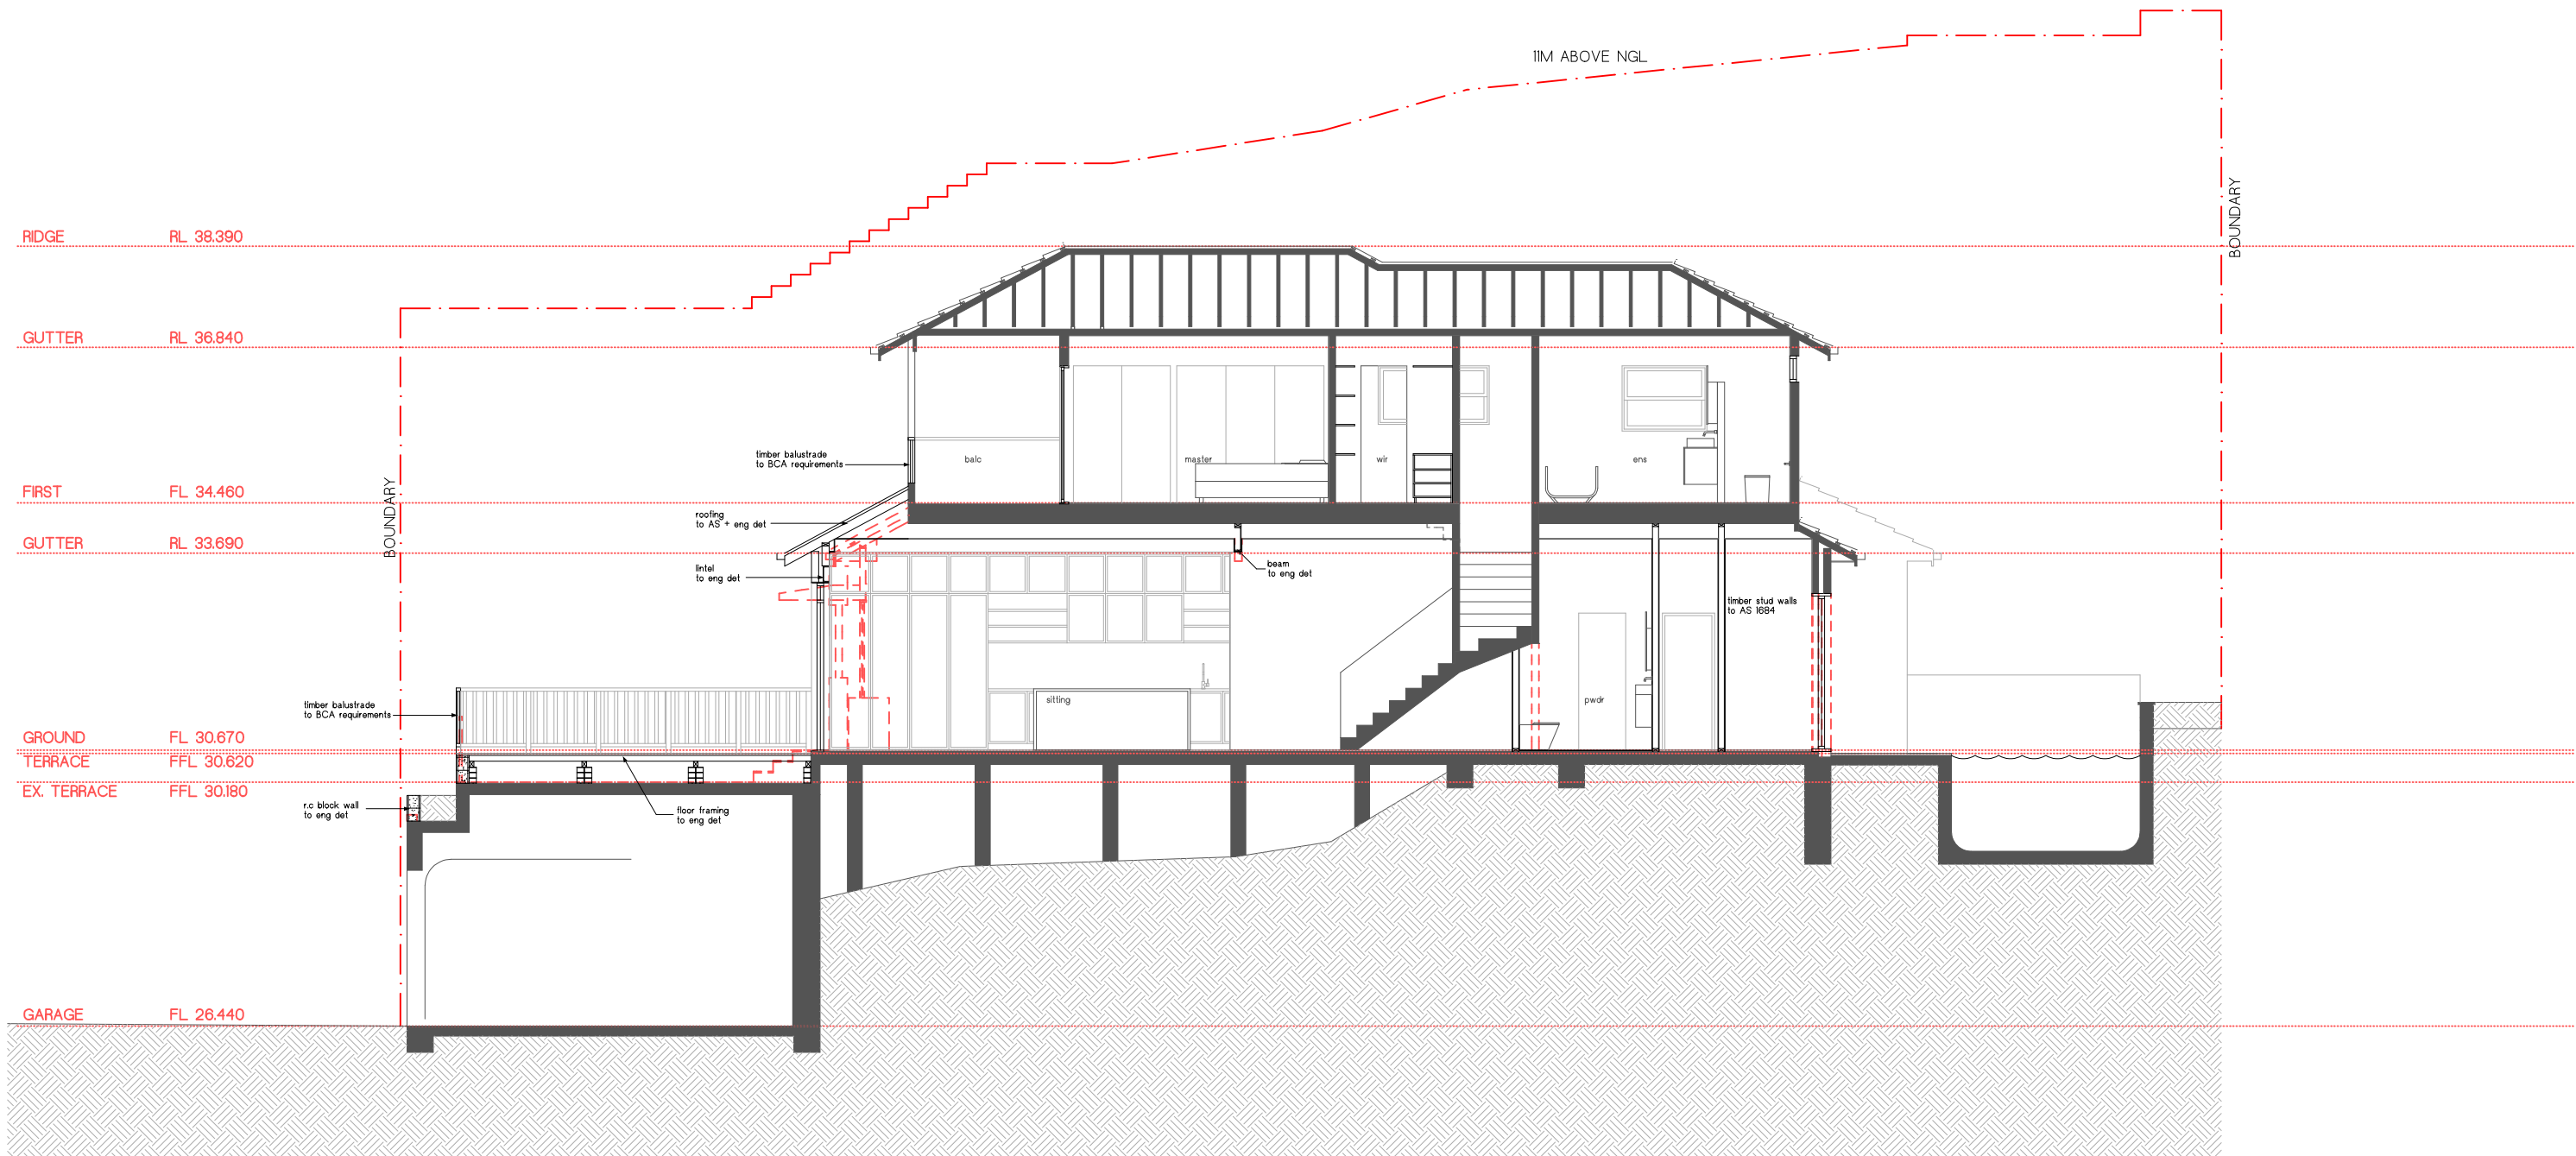 11M ABOVE NGL
BOUNDARY
RIDGE RL 38.390
GUTTER RL 36.840
timber balustrade
to BCA requirements
balc
master
wir
ens
FIRST FL 34.460
BOUNDARY
roofing
to AS + eng det
GUTTER RL 33.690
lintel
to eng det
beam
to eng det
timber stud walls
to AS 1684
timber balustrade
to BCA requirements
sitting
pwdr
GROUND FL 30.670
TERRACE FFL 30.620
EX. TERRACE FFL 30.180
r.c block wall
to eng det
floor framing
to eng det
GARAGE FL 26.440